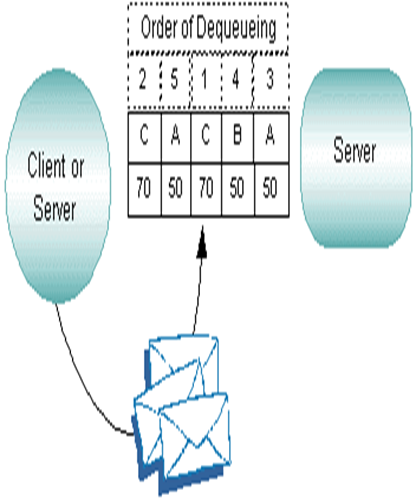 Order of Dequeueing
2 5 1 4 3
C A C B A
70 50 70 50 50
Client or
Server
Server